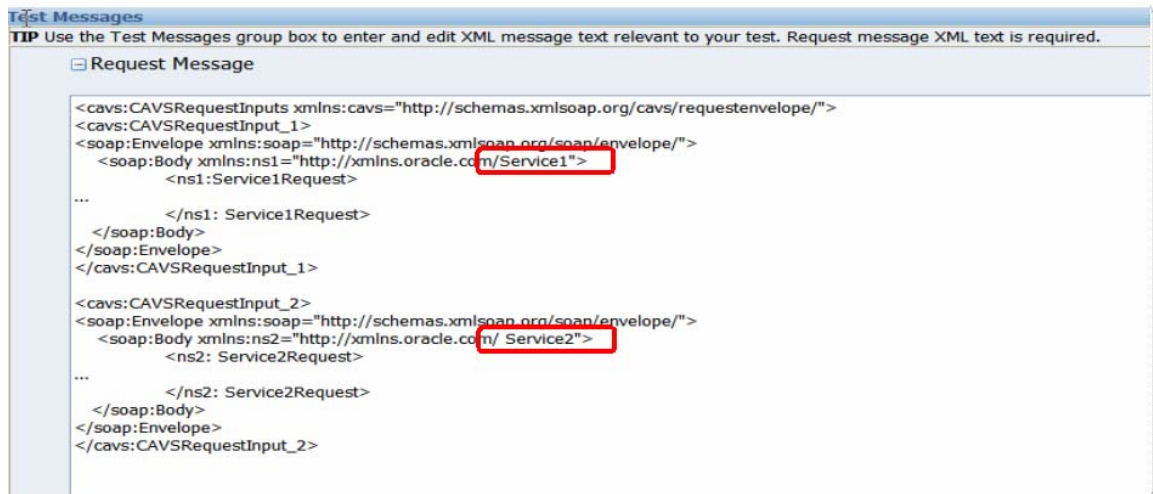 Test Messages
TIP Use the Test Messages group box to enter and edit XML message text relevant to your test. Request message XML text is required.
Request Message
<cavs:CAVSRequestInputs xmlns:cavs="http://schemas.xmlsoap.org/cavs/requestenvelope/">
<cavs:CAVSRequestInput_1>
<soap:Envelope xmlns:soap="http://schemas.xmlsoap.org/soap/envelope/">
<soap:Body xmlns:ns1="http://xmlns.oracle.com/Service1">
<ns1:Service1Request>
...
</ns1: Service1Request>
</soap:Body>
</soap:Envelope>
</cavs:CAVSRequestInput_1>
<cavs:CAVSRequestInput_2>
<soap:Envelope xmlns:soap="http://schemas.xmlsoap.org/soap/envelope/">
<soap:Body xmlns:ns2="http://xmlns.oracle.com/ Service2">
<ns2: Service2Request>
...
</ns2: Service2Request>
</soap:Body>
</soap:Envelope>
</cavs:CAVSRequestInput_2>